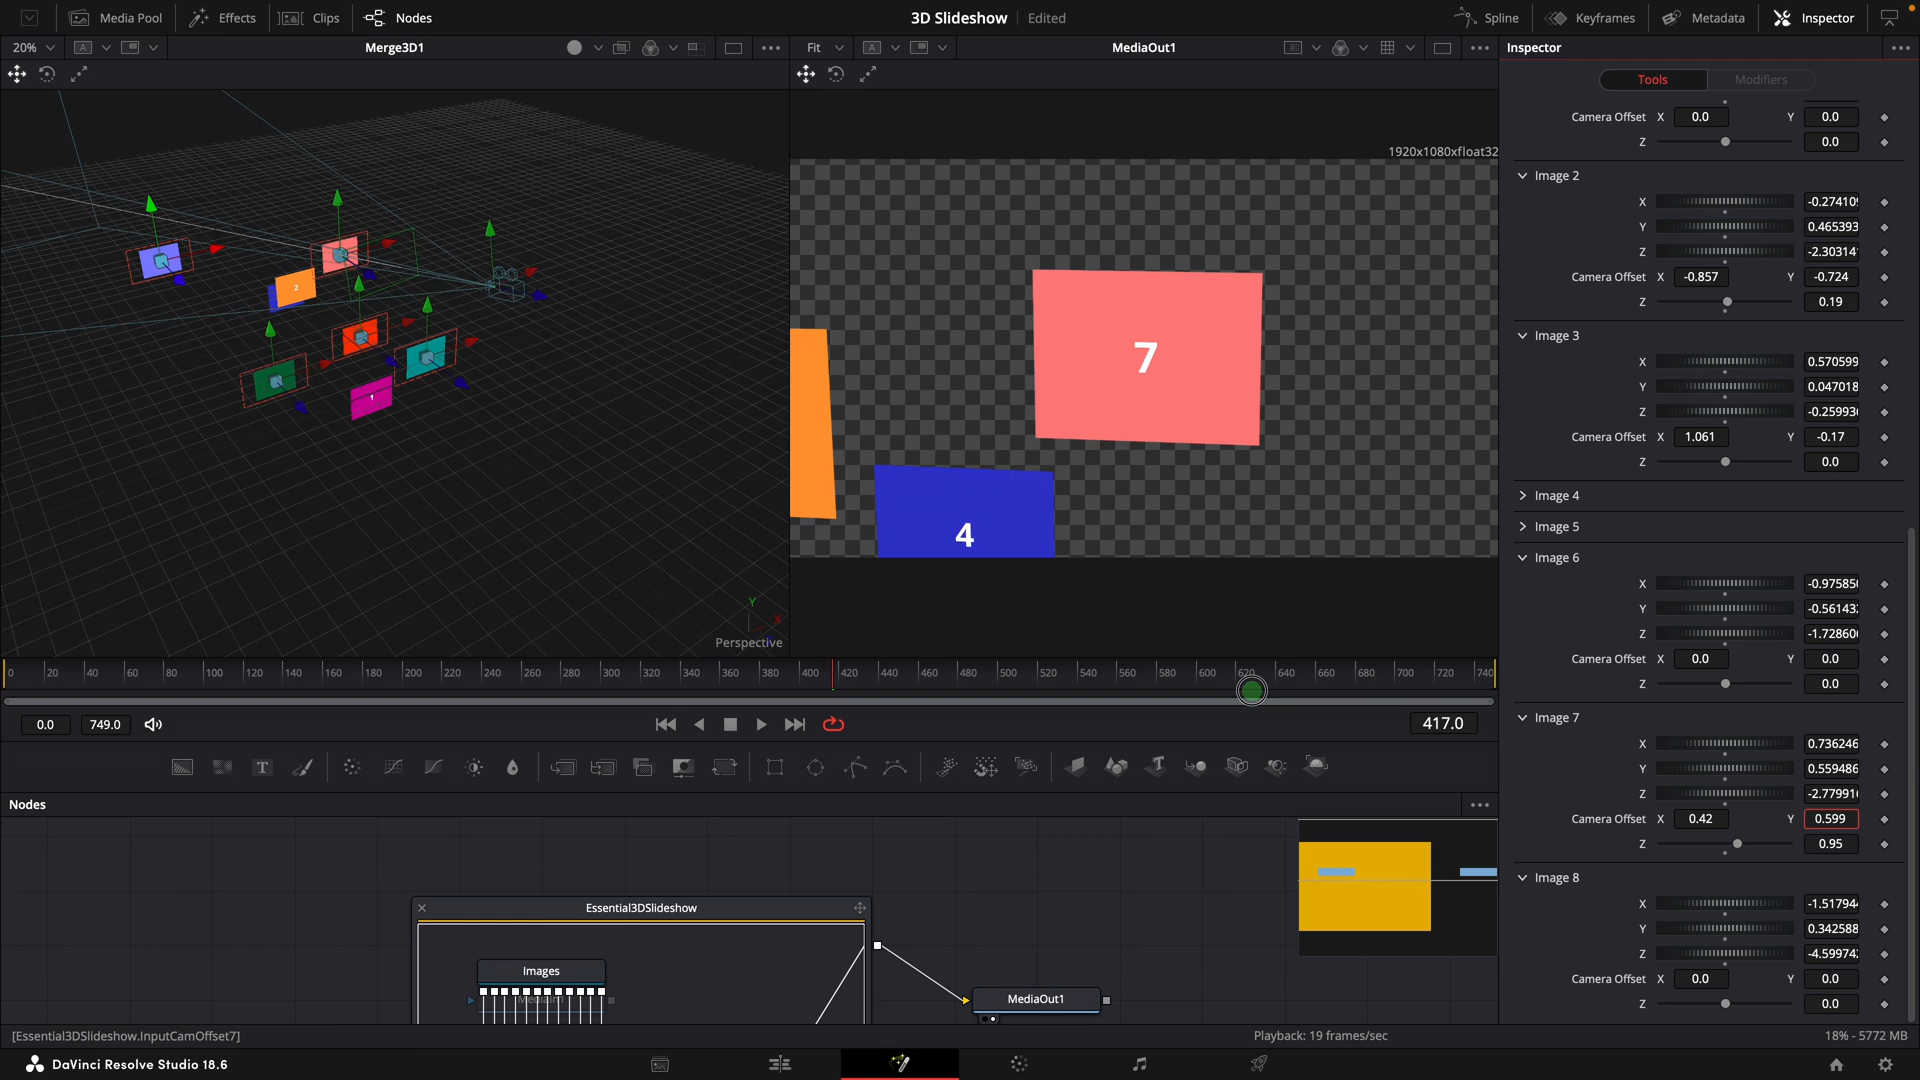 Media Pool Effects Clips Nodes 3D Slideshow Edited Spline Keyframes Metadata Inspector
20% A Merge3D1 Fit A MediaOut1 Inspector
Tools Modifiers
Camera Offset X 0.0 Y 0.0
Z 0.0
1920x1080xfloat32
Image 2
X -0.274109
Y 0.465393
Z -2.30314
Camera Offset X -0.857 Y -0.724
Z 0.19
Image 3
X 0.570599
Y 0.047018
Z -0.25993
Camera Offset X 1.061 Y -0.17
Z 0.0
Image 4
Image 5
Image 6
X -0.97585
Y -0.56143
Z -1.72860
Camera Offset X 0.0 Y 0.0
Z 0.0
Image 7
X 0.736246
Y 0.559486
Z -2.77991
Camera Offset X 0.42 Y 0.599
Z 0.95
Image 8
X -1.51794
Y 0.342588
Z -4.59974
Camera Offset X 0.0 Y 0.0
Z 0.0
2
1
7
4
Y
X
Perspective
0 20 40 60 80 100 120 140 160 180 200 220 240 260 280 300 320 340 360 380 400 420 440 460 480 500 520 540 560 580 600 620 640 660 680 700 720 740
0.0 749.0 417.0
T
Nodes
Essential3DSlideshow
Images
MediaIn1
MediaOut1
[Essential3DSlideshow.InputCamOffset7] Playback: 19 frames/sec 18% - 5772 MB
DaVinci Resolve Studio 18.6